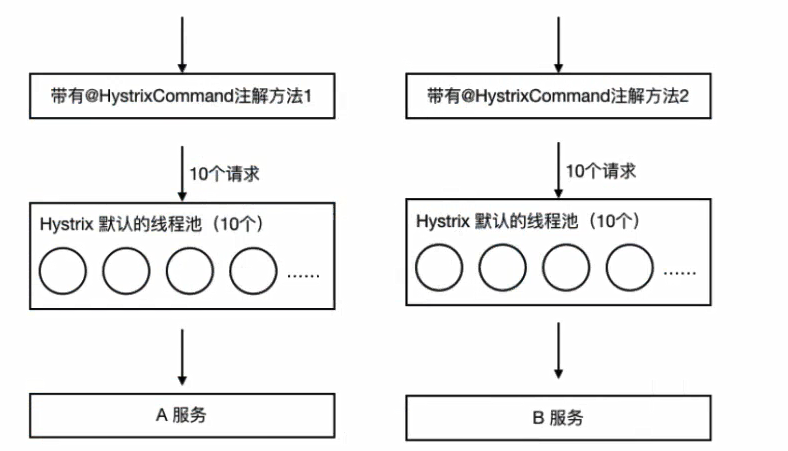 带有@HystrixCommand注解方法1
10个请求
Hystrix 默认的线程池（10个）
......
A 服务
带有@HystrixCommand注解方法2
10个请求
Hystrix 默认的线程池（10个）
......
B 服务